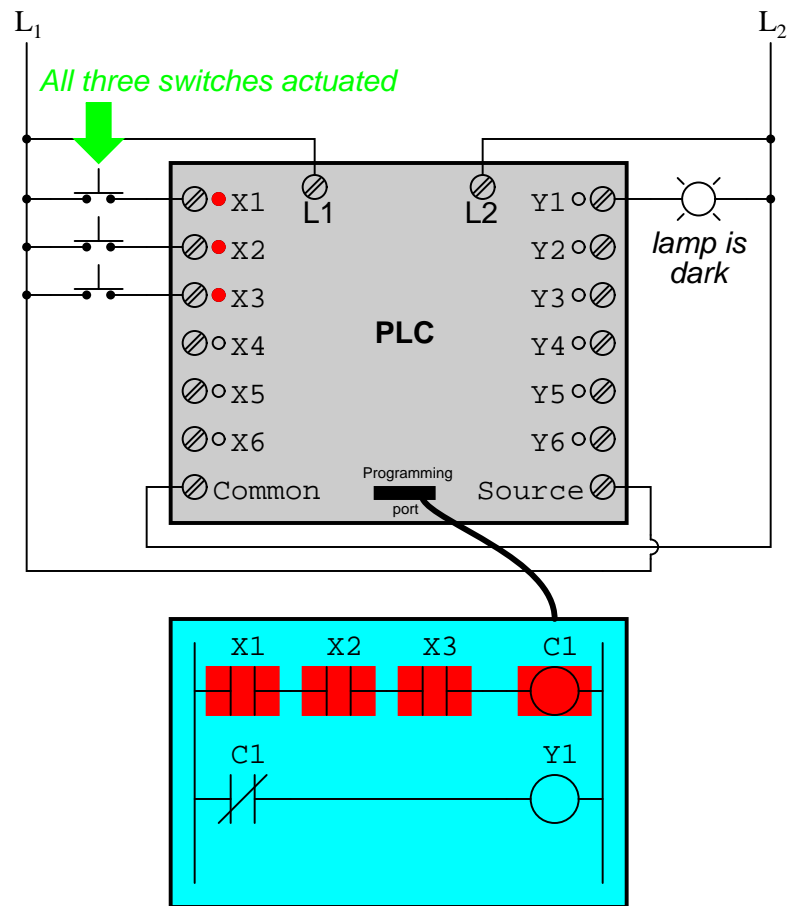 L1 L2
All three switches actuated
X1 L1 L2 Y1
X2 Y2
lamp is
dark
X3 Y3
X4 PLC Y4
X5 Y5
X6 Y6
Common Programming Source
port
X1 X2 X3 C1
C1 Y1